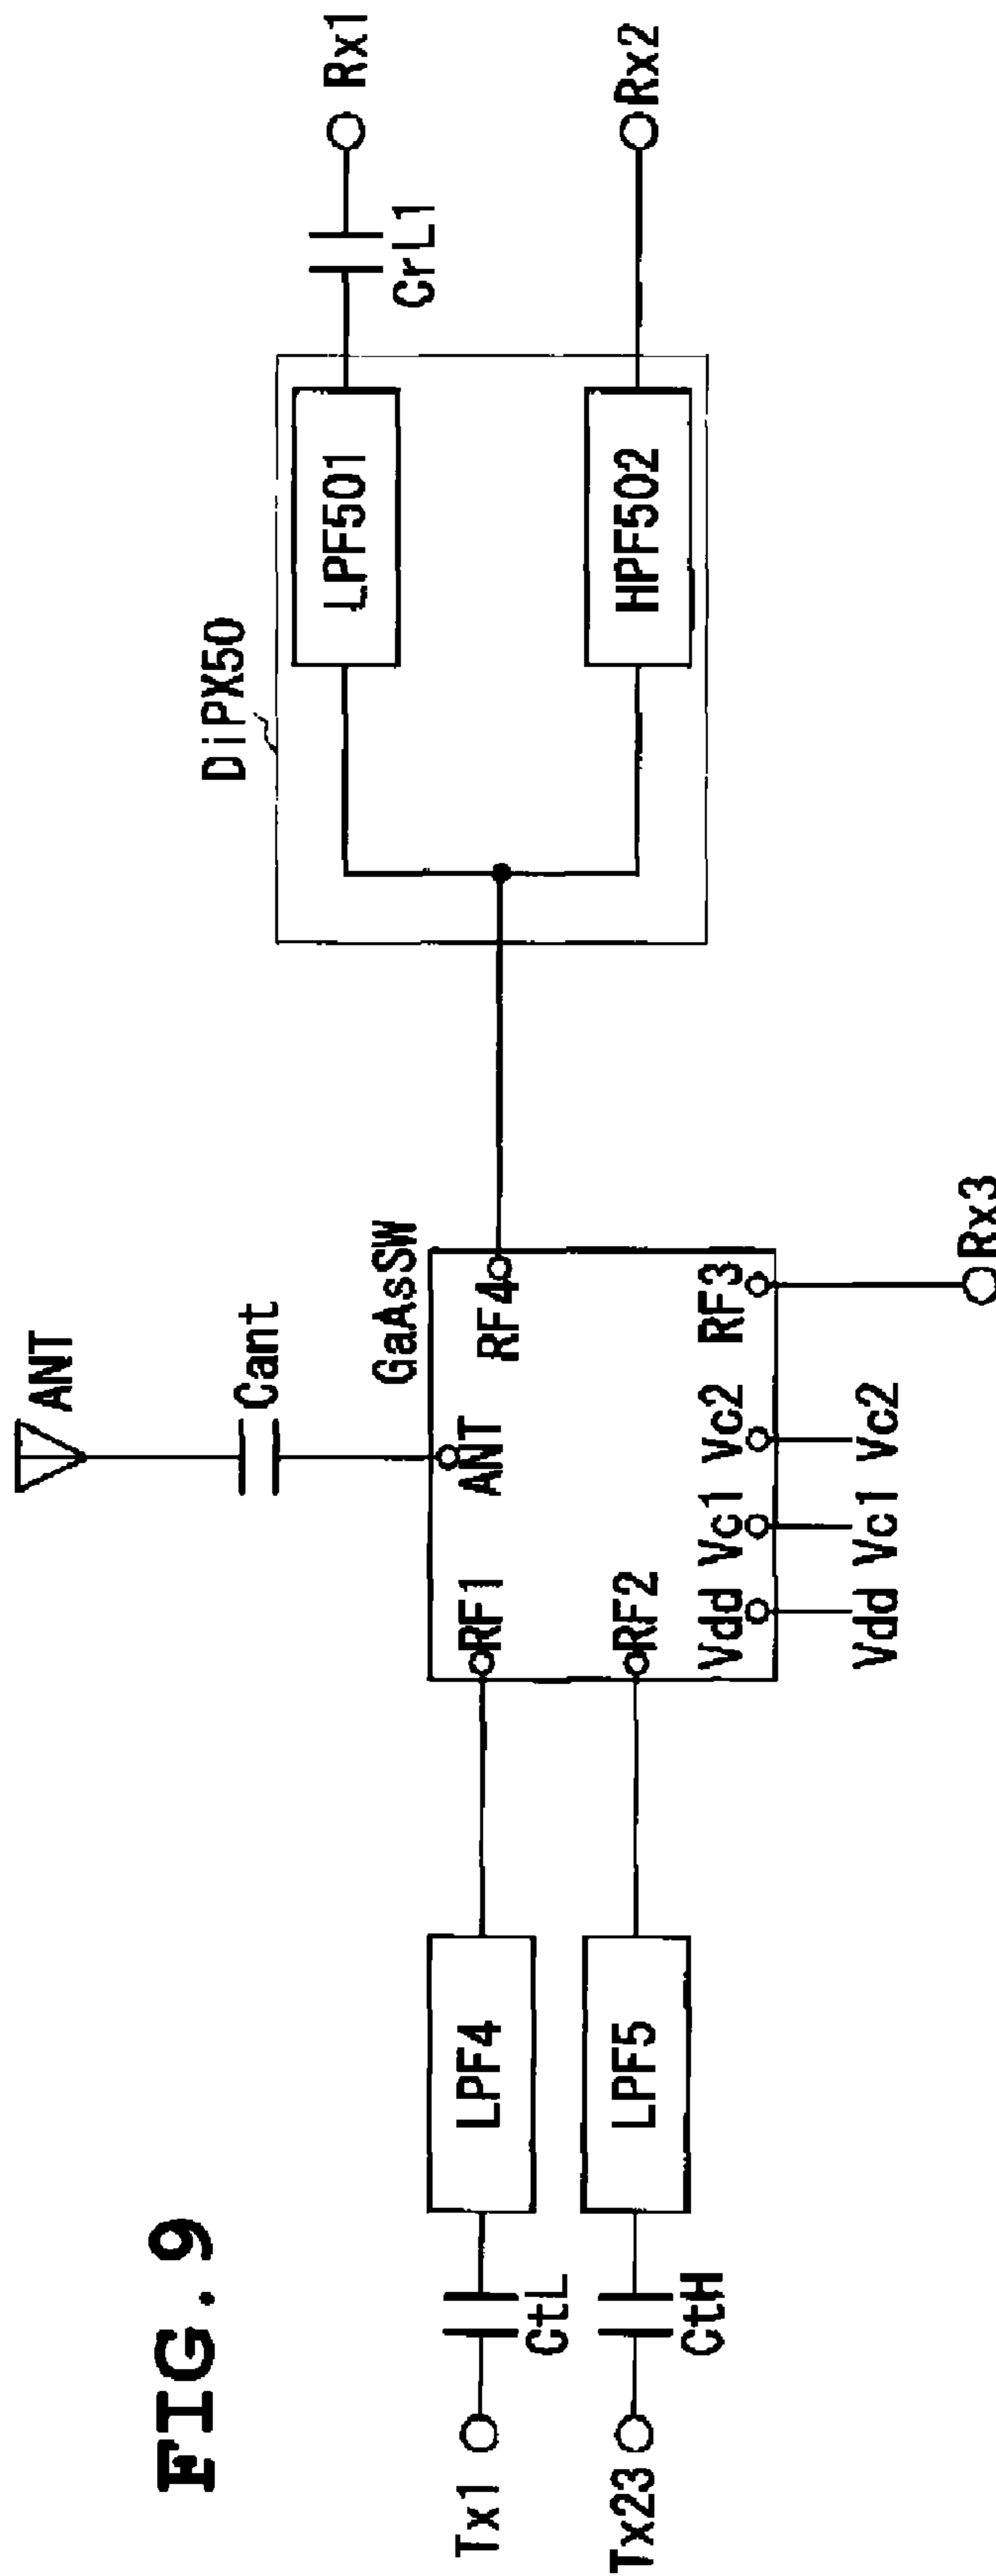 FIG.9
ANT
Cant
GaAsSW
DiPX50
Tx1
CtL
LPF4
RF1
ANT
RF4
LPF501
CrL1
Rx1
Tx23
CtH
LPF5
RF2
HPF502
Rx2
Vdd
Vc1
Vc2
RF3
Vdd
Vc1
Vc2
Rx3